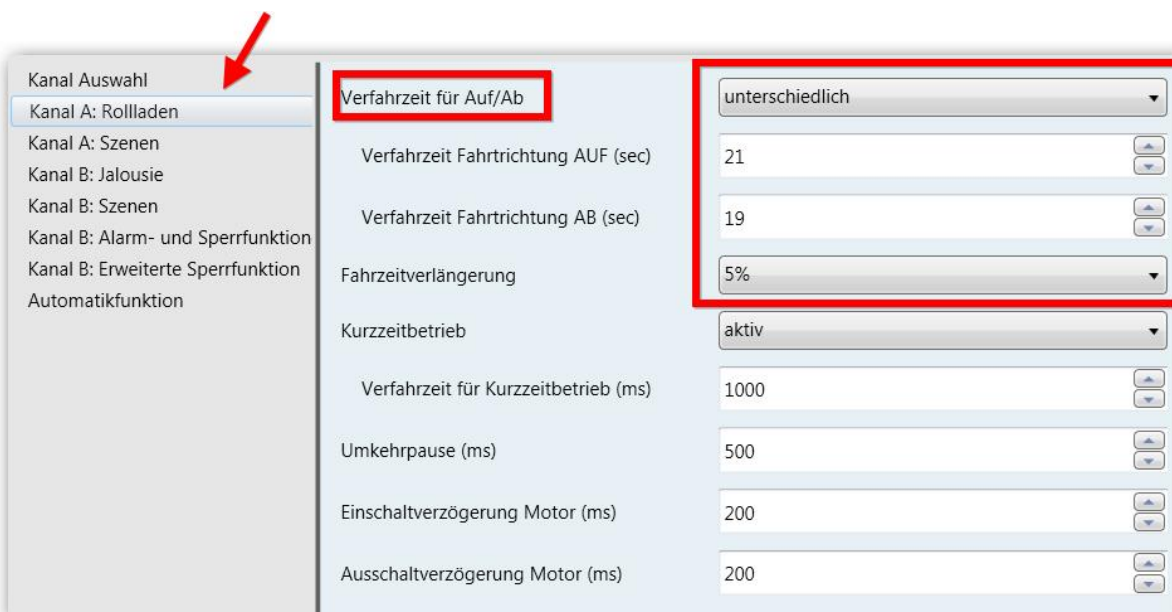 Kanal Auswahl
Kanal A: Rollladen
Kanal A: Szenen
Kanal B: Jalousie
Kanal B: Szenen
Kanal B: Alarm- und Sperrfunktion
Kanal B: Erweiterte Sperrfunktion
Automatikfunktion
Verfahrzeit für Auf/Ab unterschiedlich
Verfahrzeit Fahrtrichtung AUF (sec) 21
Verfahrzeit Fahrtrichtung AB (sec) 19
Fahrzeitverlängerung 5%
Kurzzeitbetrieb aktiv
Verfahrzeit für Kurzzeitbetrieb (ms) 1000
Umkehrpause (ms) 500
Einschaltverzögerung Motor (ms) 200
Ausschaltverzögerung Motor (ms) 200